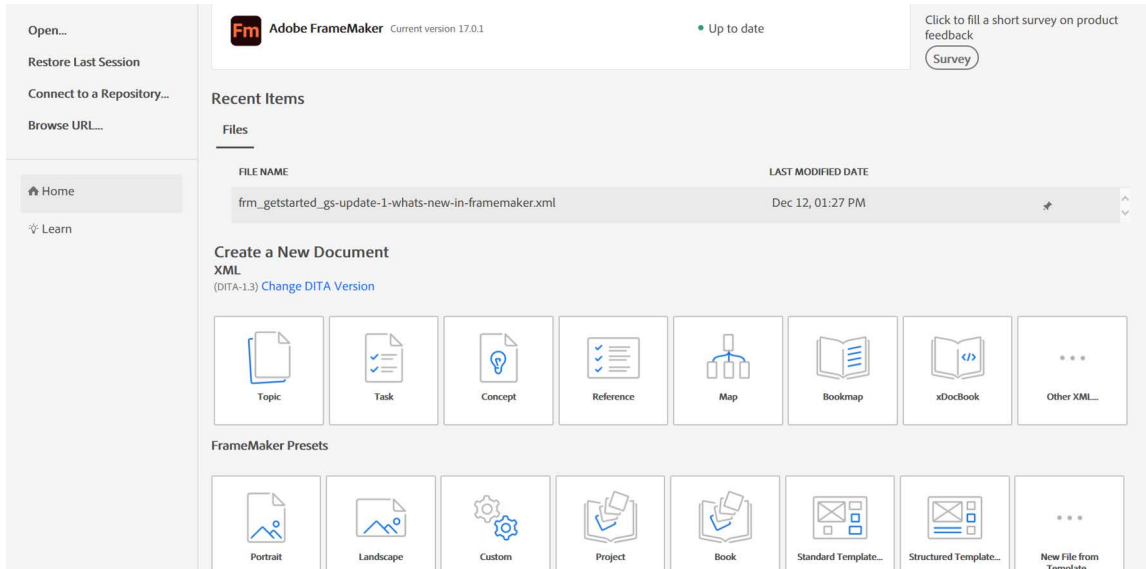 Open...
Restore Last Session
Connect to a Repository...
Browse URL...
Home
Learn
Fm
Adobe FrameMaker Current version 17.0.1
Up to date
Click to fill a short survey on product
feedback
Survey
Recent Items
Files
FILE NAME LAST MODIFIED DATE
frm_getstarted_gs-update-1-whats-new-in-framemaker.xml Dec 12, 01:27 PM
Create a New Document
XML
(DITA-1.3) Change DITA Version
Topic
Task
Concept
Reference
Map
Bookmap
xDocBook
Other XML...
FrameMaker Presets
Portrait
Landscape
Custom
Project
Book
Standard Template...
Structured Template...
New File from
Template